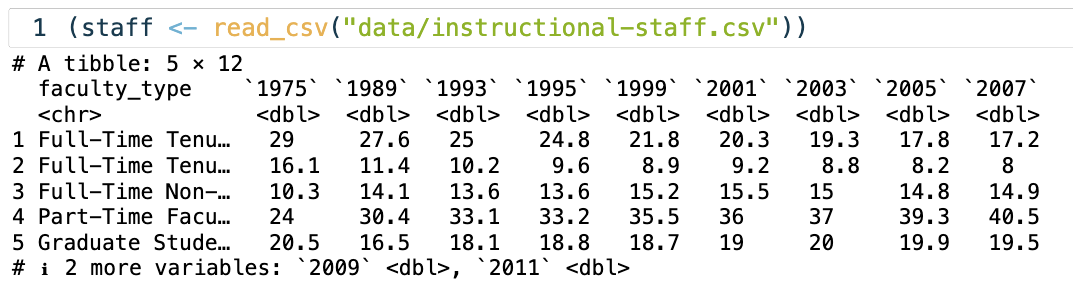 1 (staff <- read_csv("data/instructional-staff.csv"))
# A tibble: 5 × 12
  faculty_type    `1975` `1989` `1993` `1995` `1999` `2001` `2003` `2005` `2007`
  <chr>            <dbl>  <dbl>  <dbl>  <dbl>  <dbl>  <dbl>  <dbl>  <dbl>  <dbl>
1 Full-Time Tenu…   29     27.6   25     24.8   21.8   20.3   19.3   17.8   17.2
2 Full-Time Tenu…   16.1   11.4   10.2    9.6    8.9    9.2    8.8    8.2    8
3 Full-Time Non-…   10.3   14.1   13.6   13.6   15.2   15.5   15     14.8   14.9
4 Part-Time Facu…   24     30.4   33.1   33.2   35.5   36     37     39.3   40.5
5 Graduate Stude…   20.5   16.5   18.1   18.8   18.7   19     20     19.9   19.5
# ℹ 2 more variables: `2009` <dbl>, `2011` <dbl>